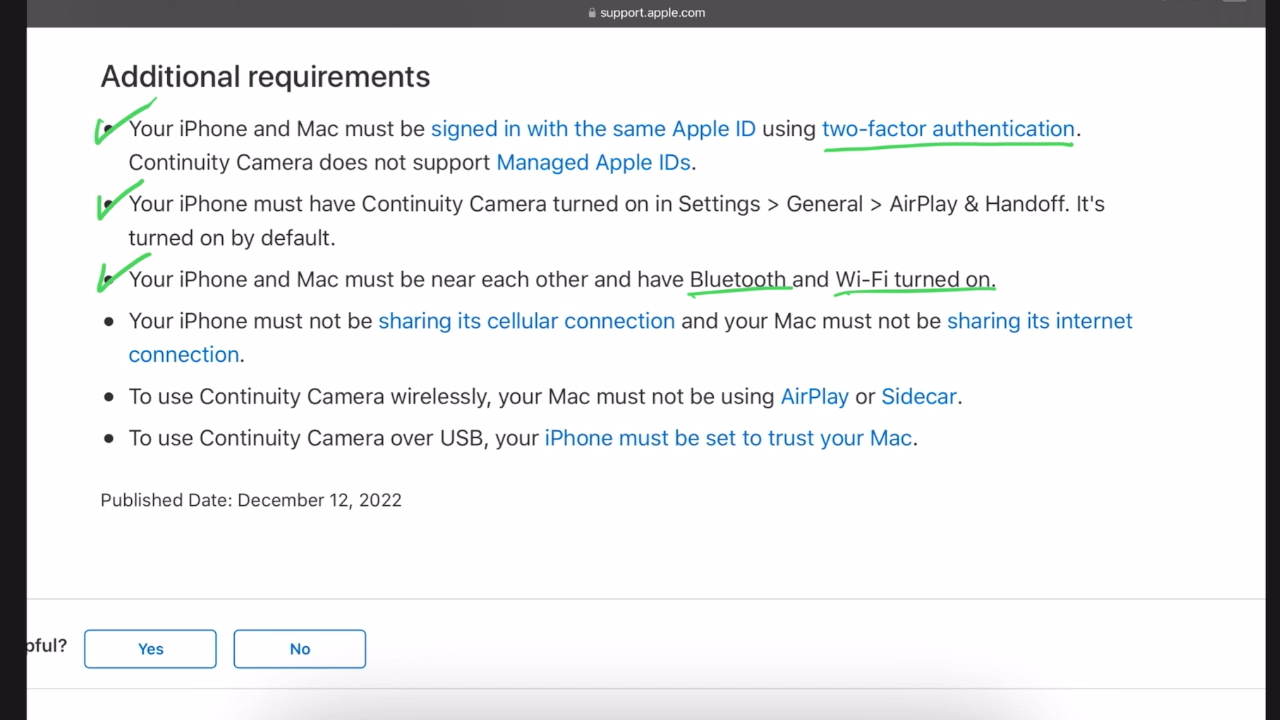 support.apple.com
Additional requirements
Your iPhone and Mac must be signed in with the same Apple ID using two-factor authentication.
Continuity Camera does not support Managed Apple IDs.
Your iPhone must have Continuity Camera turned on in Settings > General > AirPlay & Handoff. It's
turned on by default.
Your iPhone and Mac must be near each other and have Bluetooth and Wi-Fi turned on.
• Your iPhone must not be sharing its cellular connection and your Mac must not be sharing its internet
connection.
• To use Continuity Camera wirelessly, your Mac must not be using AirPlay or Sidecar.
• To use Continuity Camera over USB, your iPhone must be set to trust your Mac.
Published Date: December 12, 2022
pful? Yes No